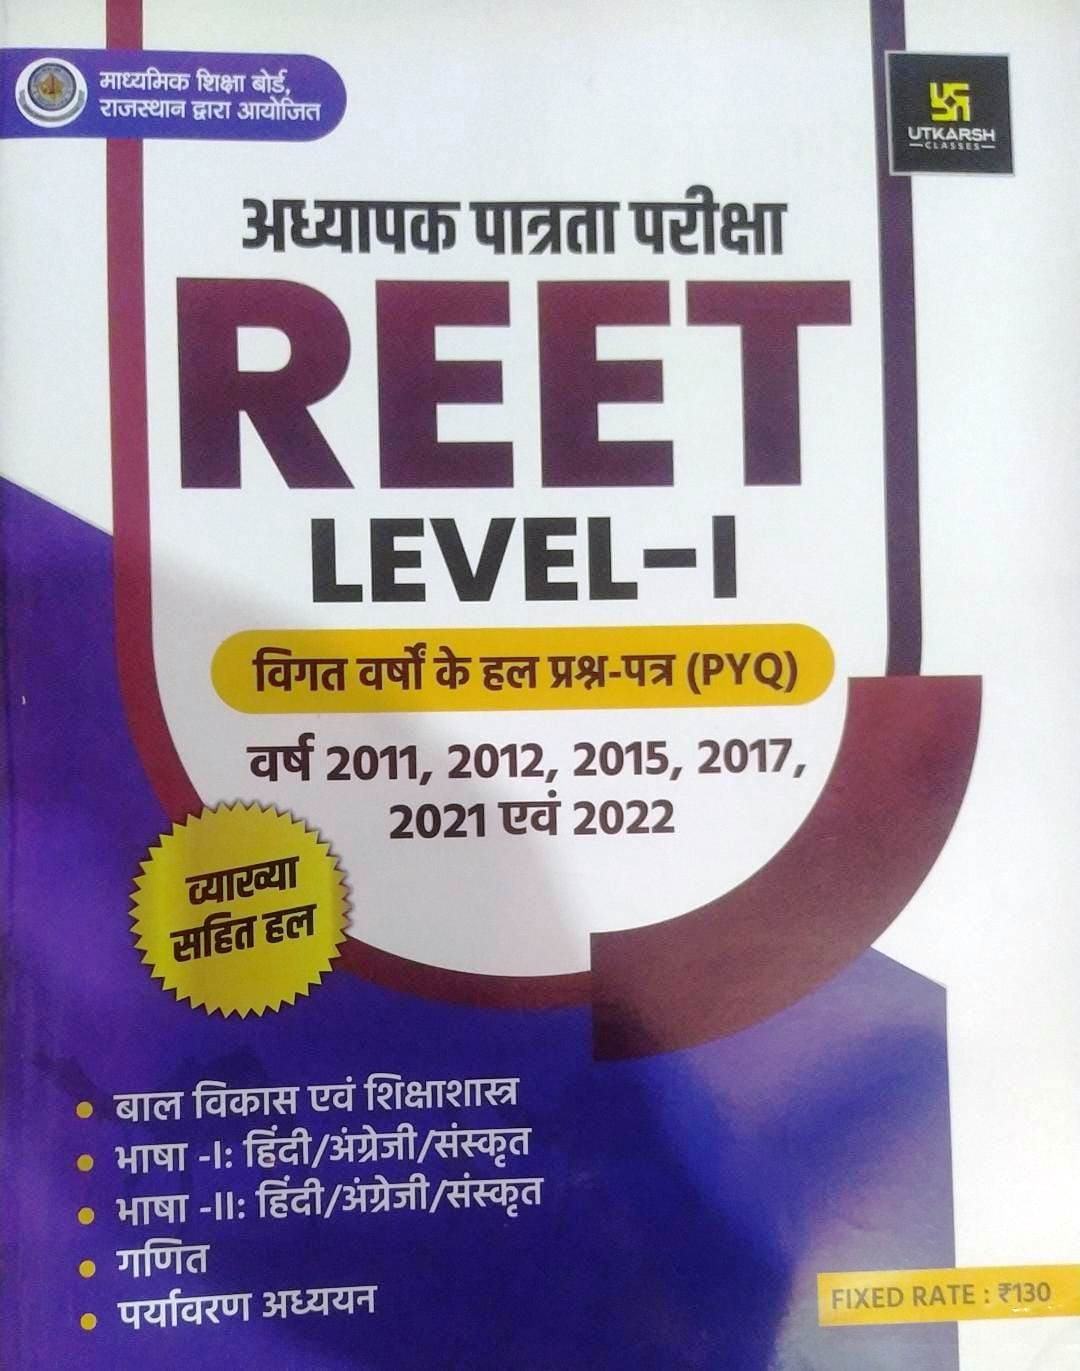 माध्यमिक शिक्षा बोर्ड,
राजस्थान द्वारा आयोजित
UTKARSH
CLASSES
अध्यापक पात्रता परीक्षा
REET
LEVEL-I
विगत वर्षों के हल प्रश्न-पत्र (PYQ)
वर्ष 2011, 2012, 2015, 2017,
2021 एवं 2022
व्याख्या
सहित हल
• बाल विकास एवं शिक्षाशास्त्र
• भाषा -I: हिंदी/अंग्रेजी/संस्कृत
• भाषा -II: हिंदी/अंग्रेजी/संस्कृत
• गणित
• पर्यावरण अध्ययन
FIXED RATE : ₹130